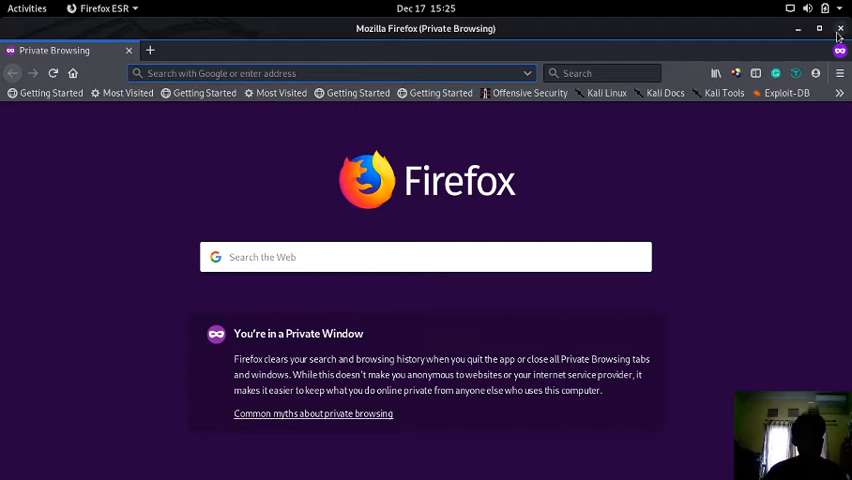 Activities
Firefox ESR
Dec 17 15:25
Mozilla Firefox (Private Browsing)
Private Browsing
Search with Google or enter address
Search
Getting Started
Most Visited
Getting Started
Most Visited
Getting Started
Getting Started
Offensive Security
Kali Linux
Kali Docs
Kali Tools
Exploit-DB
Firefox
Search the Web
You're in a Private Window
Firefox clears your search and browsing history when you quit the app or close all Private Browsing tabs
and windows. While this doesn't make you anonymous to websites or your internet service provider, it
makes it easier to keep what you do online private from anyone else who uses this computer.
Common myths about private browsing